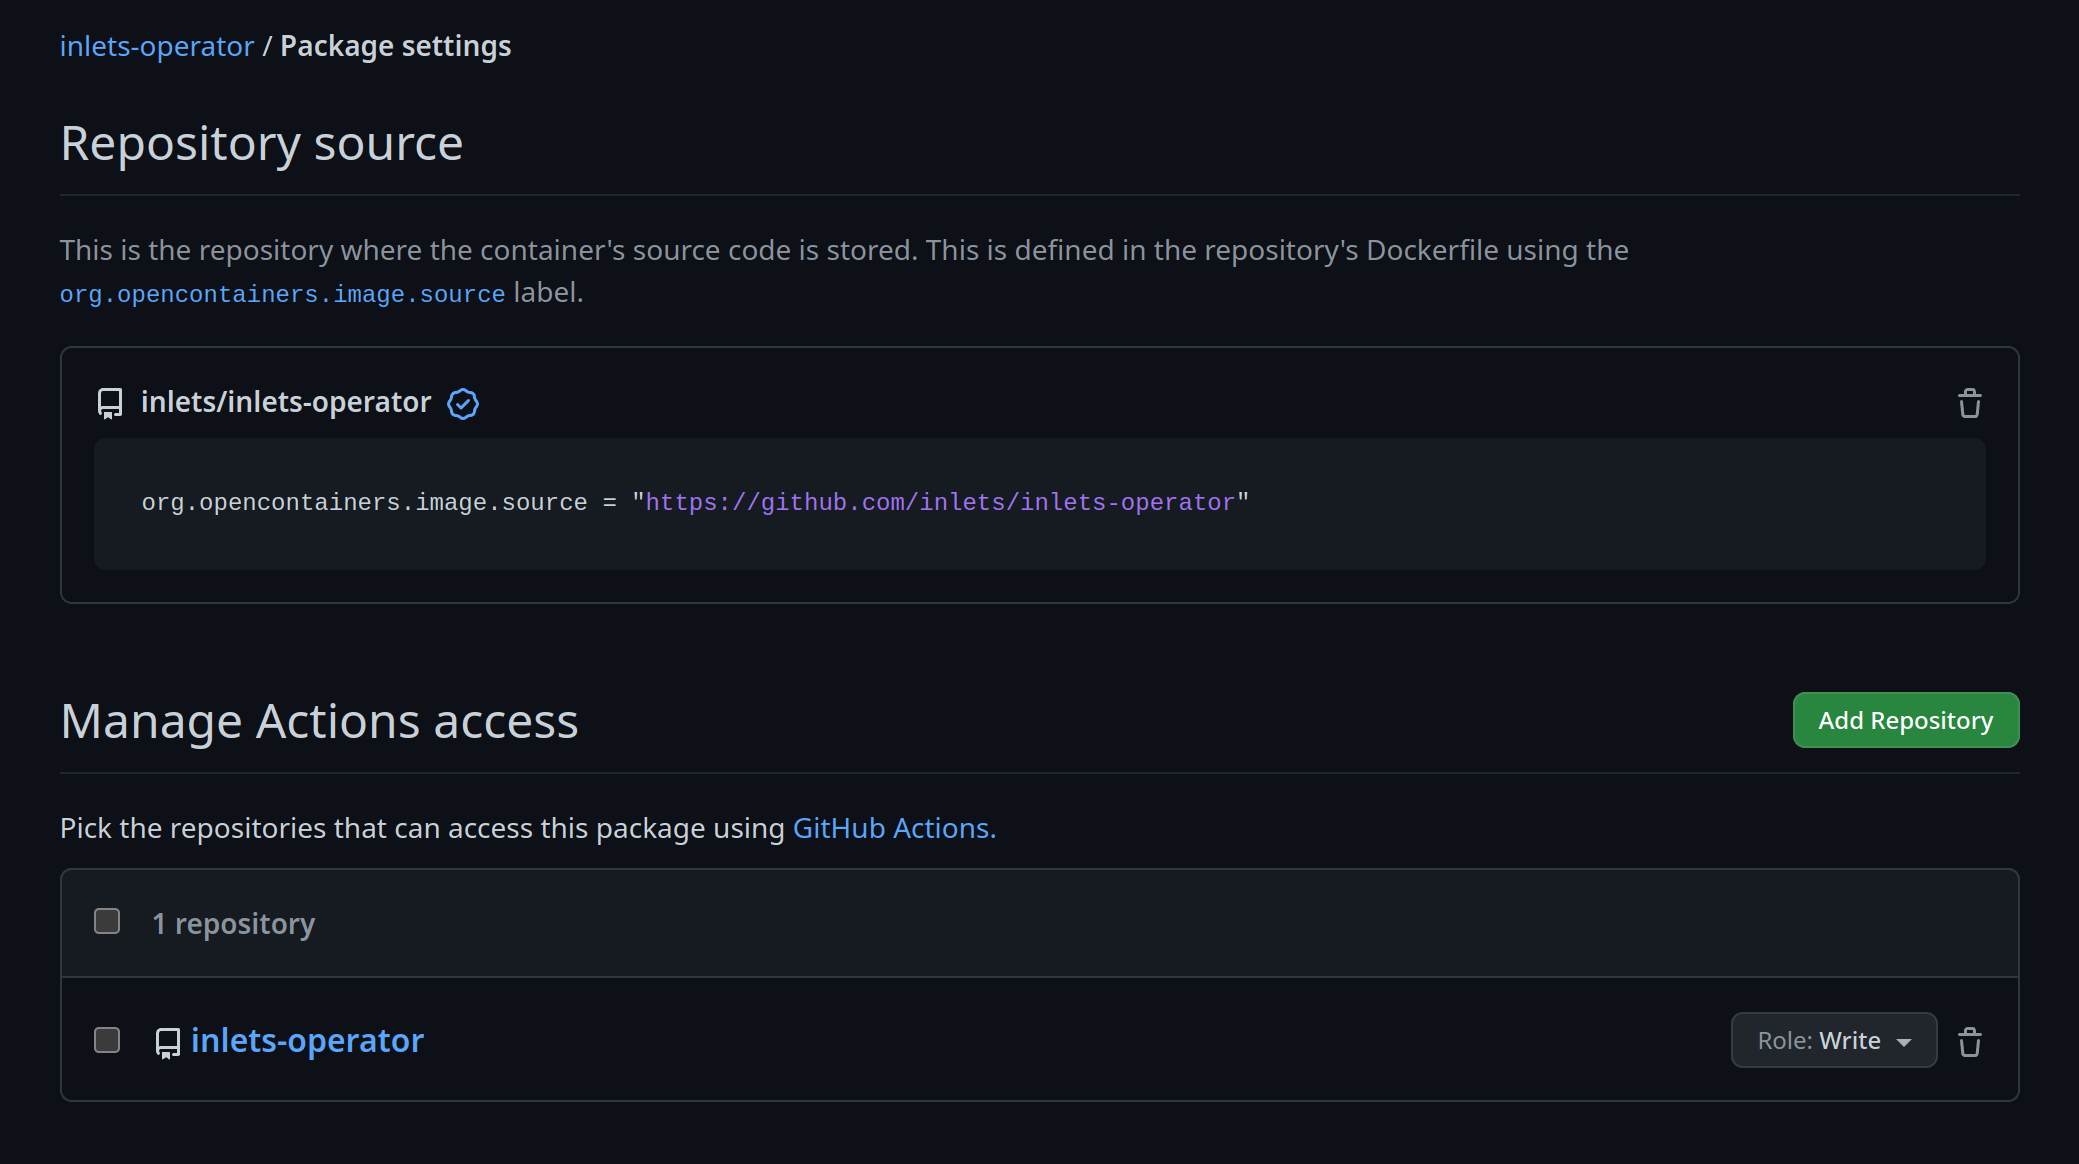 inlets-operator / Package settings
Repository source
This is the repository where the container's source code is stored. This is defined in the repository's Dockerfile using the
org.opencontainers.image.source label.
inlets/inlets-operator
org.opencontainers.image.source = "https://github.com/inlets/inlets-operator"
Manage Actions access
Add Repository
Pick the repositories that can access this package using GitHub Actions.
1 repository
inlets-operator
Role: Write